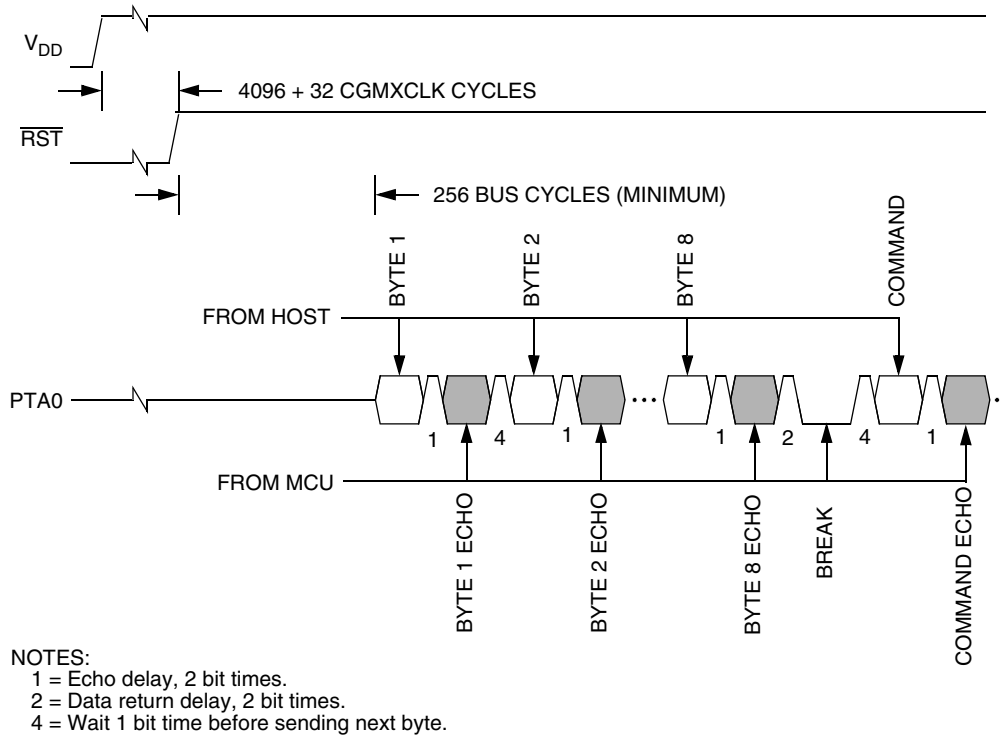 VDD
4096 + 32 CGMXCLK CYCLES
RST
256 BUS CYCLES (MINIMUM)
BYTE 1
BYTE 2
BYTE 8
COMMAND
FROM HOST
PTA0
1
4
1
1
2
4
1
FROM MCU
BYTE 1 ECHO
BYTE 2 ECHO
BYTE 8 ECHO
BREAK
COMMAND ECHO
NOTES:
1 = Echo delay, 2 bit times.
2 = Data return delay, 2 bit times.
4 = Wait 1 bit time before sending next byte.